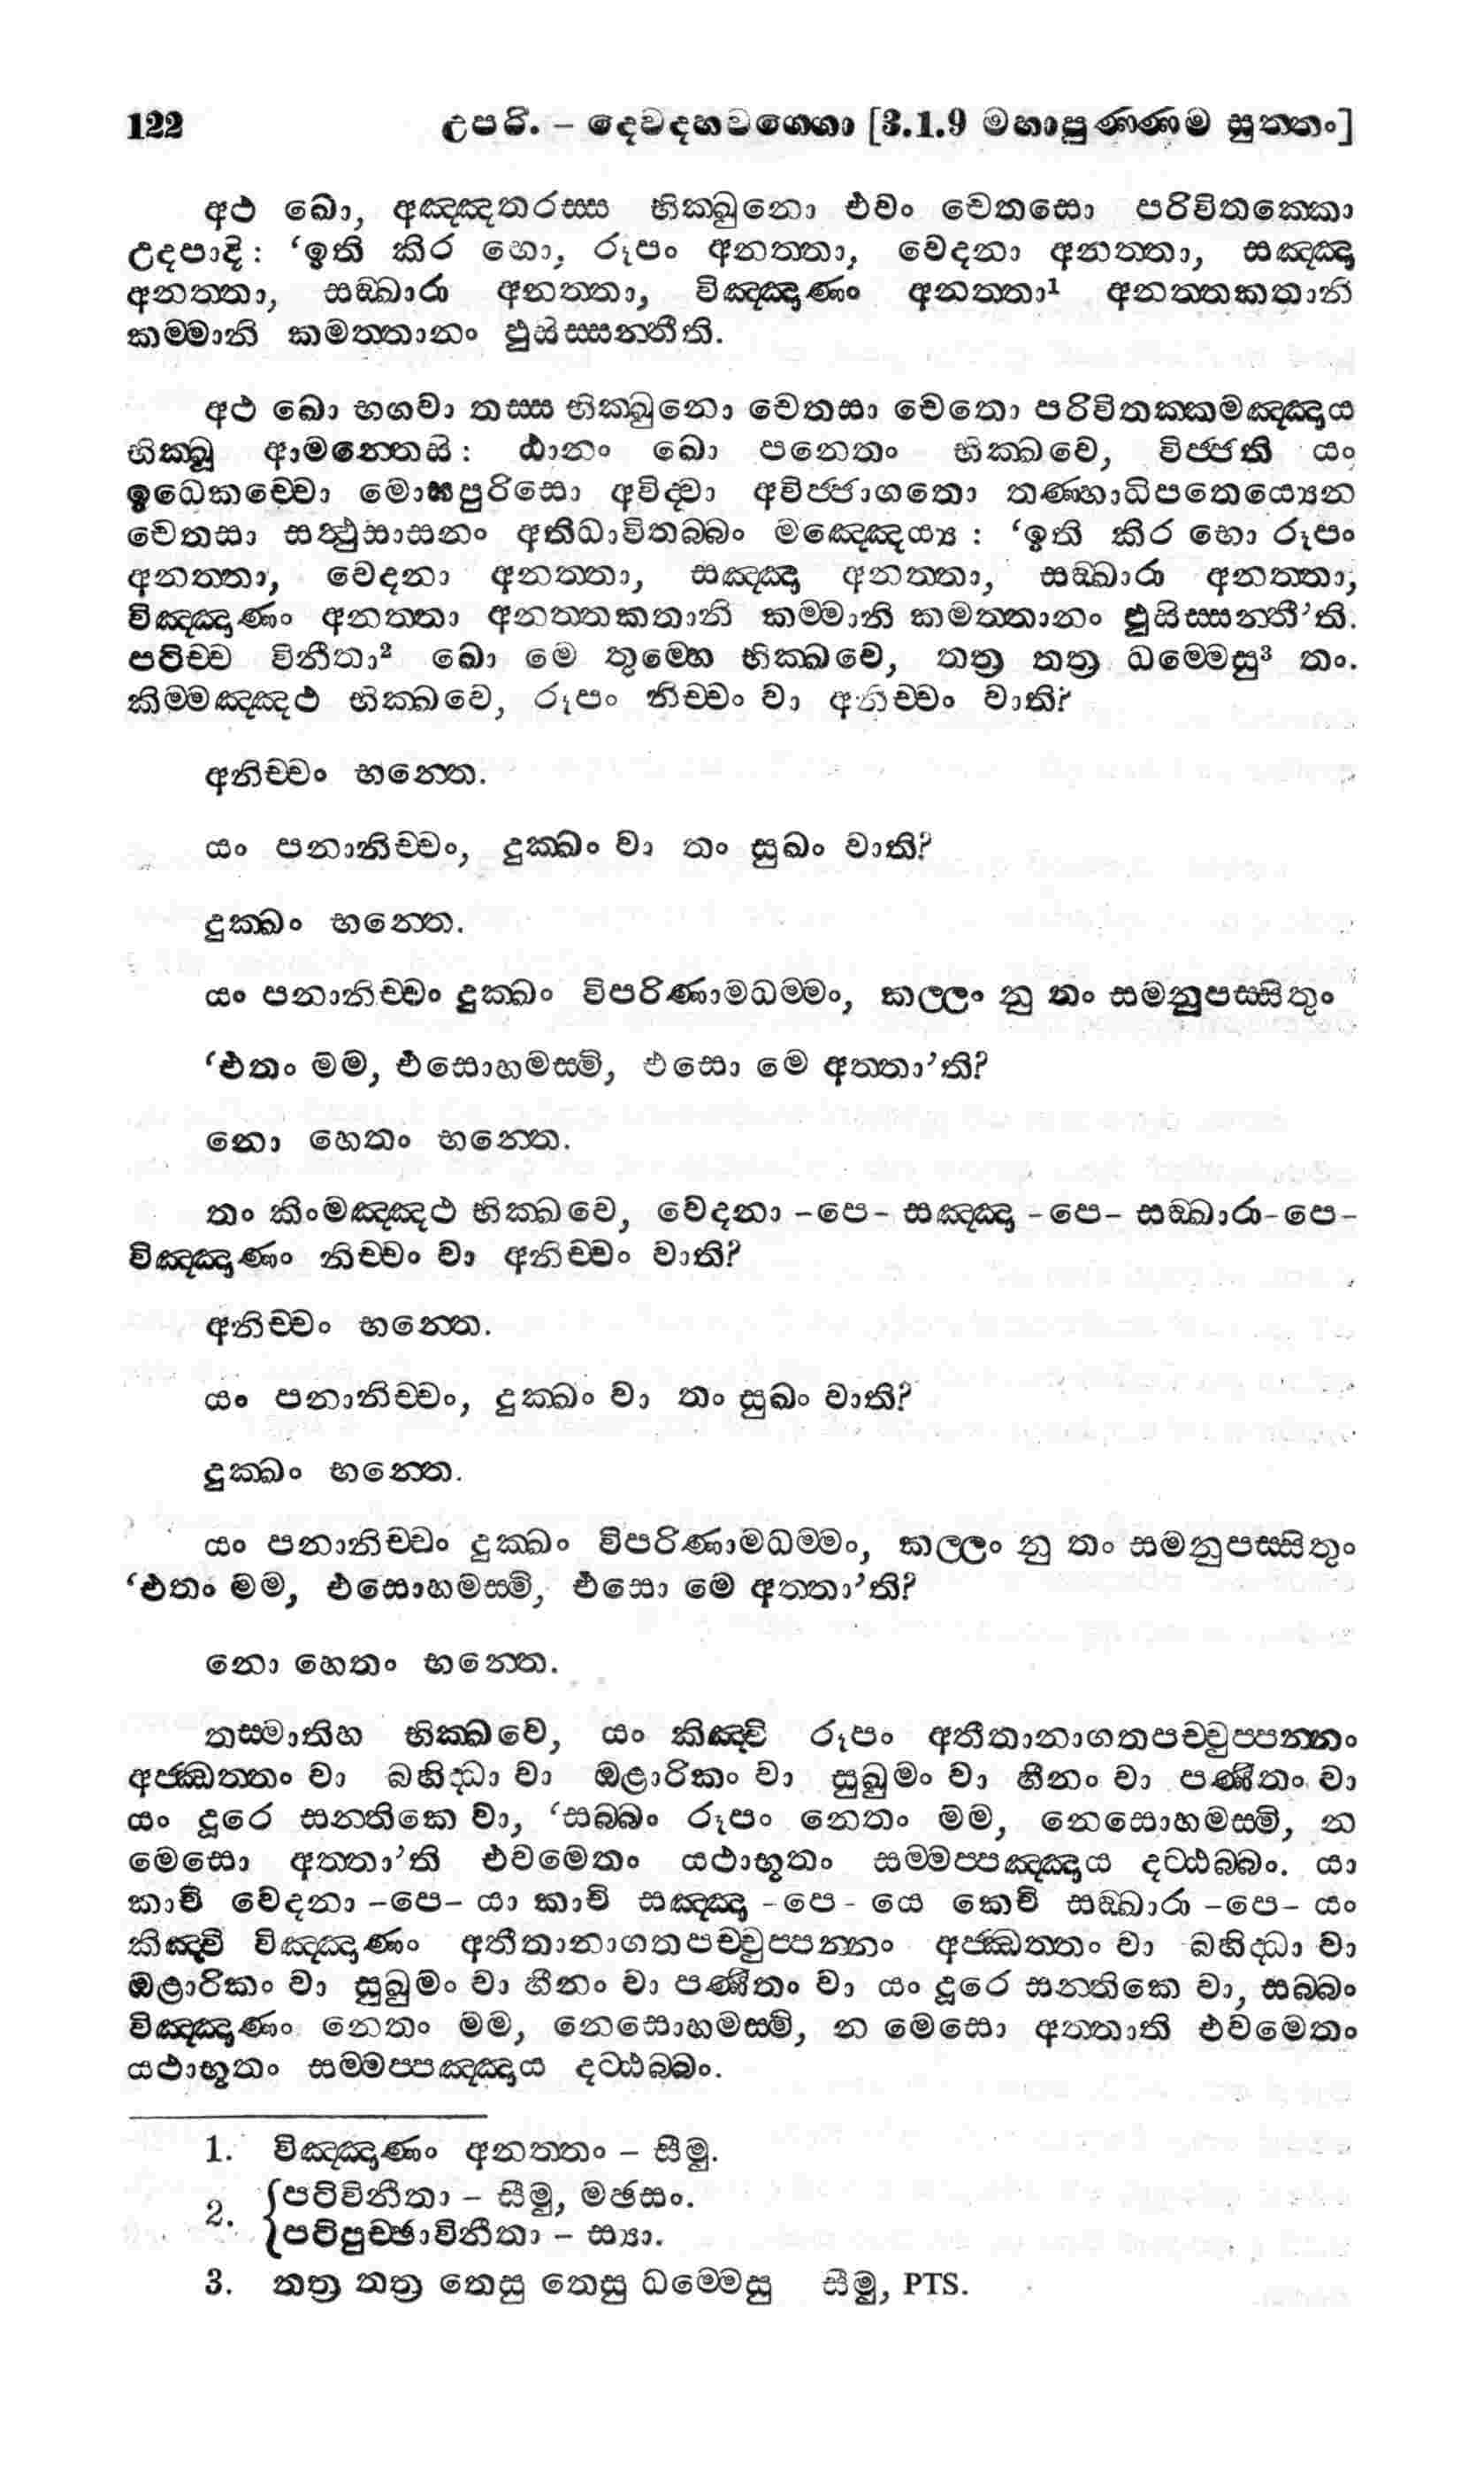 122 උපරි. – දෙවදහවග්ගො [3.1.9 මහාපුණ්ණම සුත්තං]
අථ ඛො, අඤ්ඤතරස්ස භික්ඛුනො එවං චෙතසො පරිවිතක්කො
උදපාදි: ‘ඉති කිර හො, රූපං අනත්තා, වෙදනා අනත්තා, සඤ්ඤා
අනත්තා, සඞ්ඛාරා අනත්තා, විඤ්ඤාණං අනත්තා¹ අනත්තකතානි
කම්මානි කමත්තානං ඵුසිස්සන්තීති.
අථ ඛො භගවා තස්ස භික්ඛුනො චෙතසා චෙතො පරිවිතක්කමඤ්ඤාය
භික්ඛූ ආමන්තෙසි: ඨානං ඛො පනෙතං භික්ඛවෙ, විජ්ජති යං
ඉධෙකච්චො මොඝපුරිසො අවිද්වා අවිජ්ජාගතො තණ්හාධිපතෙය්‍යෙන
චෙතසා සත්ථුසාසනං අතිධාවිතබ්බං මඤ්ඤෙය්‍ය : ‘ඉති කිර භො රූපං
අනත්තා, වෙදනා අනත්තා, සඤ්ඤා අනත්තා, සඞ්ඛාරා අනත්තා,
විඤ්ඤාණං අනත්තා අනත්තකතානි කම්මානි කමත්තානං ඵුසිස්සන්තී’ති.
පටිච්ච විනීතා² ඛො මෙ තුම්හෙ භික්ඛවෙ, තත්‍ර තත්‍ර ධම්මෙසු³ තං.
කිම්මඤ්ඤථ භික්ඛවෙ, රූපං නිච්චං වා අනිච්චං වාති?
අනිච්චං භන්තෙ.
යං පනානිච්චං, දුක්ඛං වා තං සුඛං වාති?
දුක්ඛං භන්තෙ.
යං පනානිච්චං දුක්ඛං විපරිණාමධම්මං, කල්ලං නු තං සමනුපස්සිතුං
‘එතං මම, එසොහමස්මි, එසො මෙ අත්තා’ති?
නො හෙතං භන්තෙ.
තං කිංමඤ්ඤථ භික්ඛවෙ, වේදනා –පෙ– සඤ්ඤා –පෙ– සඞ්ඛාරා–පෙ–
විඤ්ඤාණං නිච්චං වා අනිච්චං වාති?
අනිච්චං භන්තෙ.
යං පනානිච්චං, දුක්ඛං වා තං සුඛං වාති?
දුක්ඛං භන්තෙ.
යං පනානිච්චං දුක්ඛං විපරිණාමධම්මං, කල්ලං නු තං සමනුපස්සිතුං
‘එතං මම, එසොහමස්මි, එසො මෙ අත්තා’ති?
නො හෙතං භන්තෙ.
තස්මාතිහ භික්ඛවේ, යං කිඤ්චි රූපං අතීතානාගතපච්චුප්පන්නං
අජ්ඣත්තං වා බහිද්ධා වා ඔළාරිකං වා සුඛුමං වා හීනං වා පණීතං වා
යං දූරෙ සන්තිකෙ වා, ‘සබ්බං රූපං නෙතං මම, නෙසොහමස්මි, න
මෙසො අත්තා’ති එවමෙතං යථාභූතං සම්මප්පඤ්ඤාය දට්ඨබ්බං. යා
කාචි වේදනා –පෙ– යා කාචි සඤ්ඤා –පෙ– යෙ කෙචි සඞ්ඛාරා –පෙ– යං
කිඤ්චි විඤ්ඤාණං අතීතානාගතපච්චුප්පන්නං අජ්ඣත්තං වා බහිද්ධා වා
ඔළාරිකං වා සුඛුමං වා හීනං වා පණීතං වා යං දූරෙ සන්තිකෙ වා, සබ්බං
විඤ්ඤාණං නෙතං මම, නෙසොහමස්මි, න මෙසො අත්තාති එවමෙතං
යථාභූතං සම්මප්පඤ්ඤාය දට්ඨබ්බං.
1. විඤ්ඤාණං අනත්තං – සීමු.
2. {පටිවිනීතා – සීමු, මඡසං.
{පටිපුච්ඡාවිනීතා – ස්‍යා.
3. තත්‍ර තත්‍ර තෙසු තෙසු ධම්මෙසු සීමු, PTS.